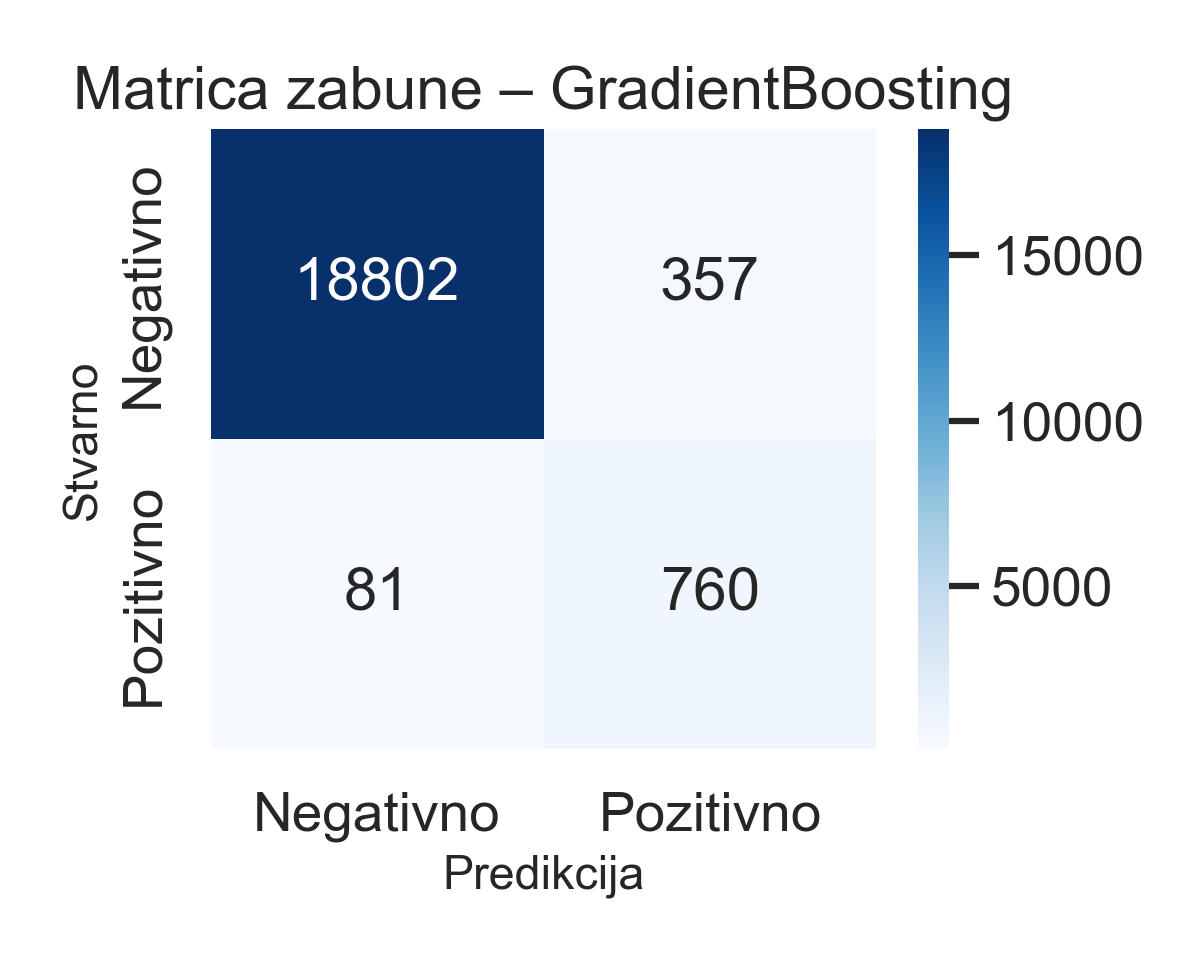 Matrica zabune – GradientBoosting
Stvarno
Negativno
Pozitivno
18802
357
81
760
15000
10000
5000
Negativno
Pozitivno
Predikcija